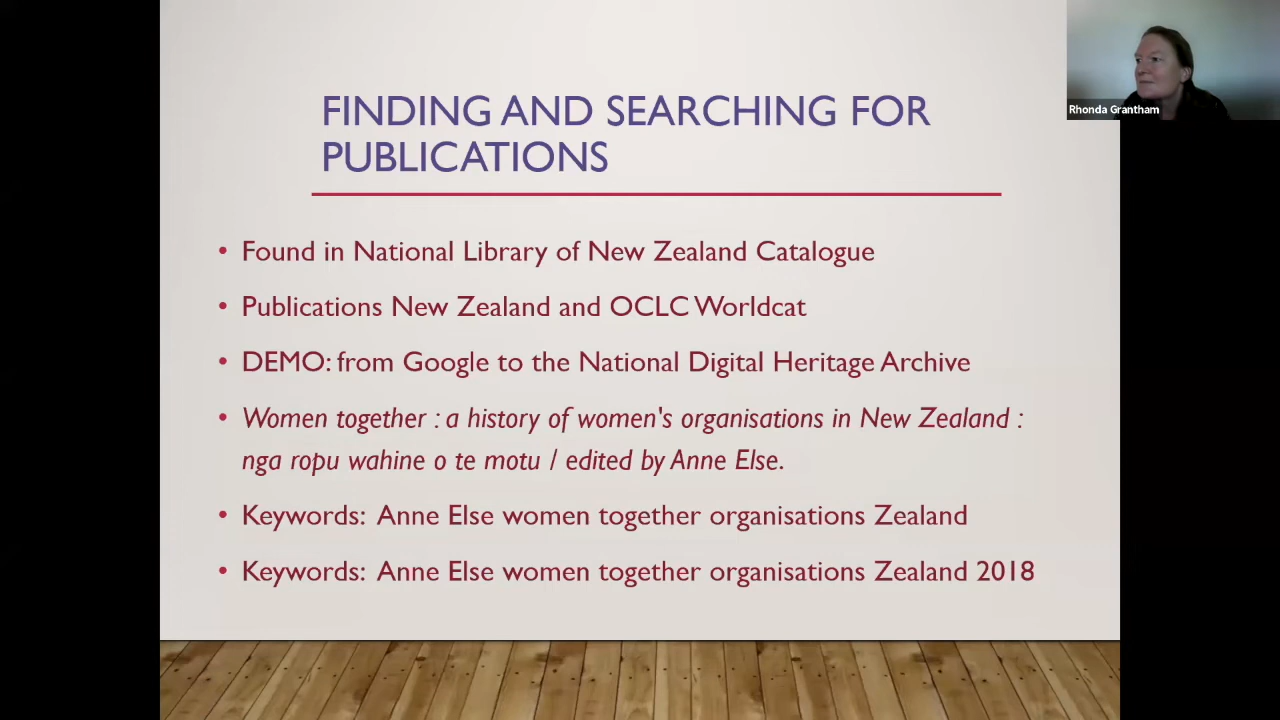 FINDING AND SEARCHING FOR
PUBLICATIONS
Rhonda Grantham
• Found in National Library of New Zealand Catalogue
• Publications New Zealand and OCLC Worldcat
• DEMO: from Google to the National Digital Heritage Archive
• Women together : a history of women's organisations in New Zealand :
nga ropu wahine o te motu / edited by Anne Else.
• Keywords: Anne Else women together organisations Zealand
• Keywords: Anne Else women together organisations Zealand 2018